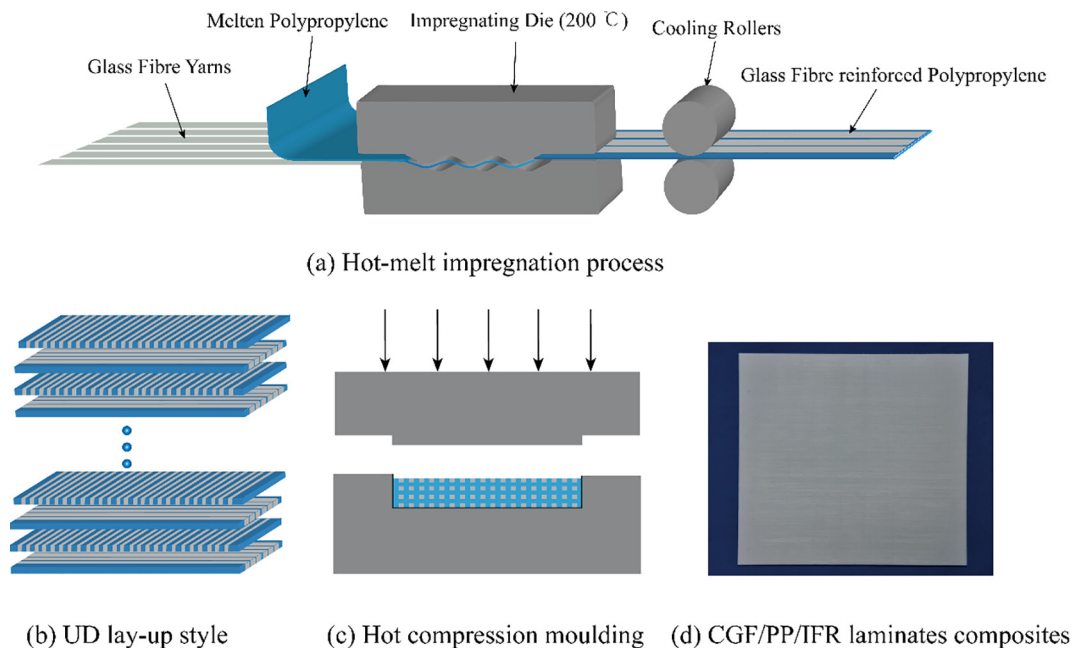 Melten Polypropylene
Impregnating Die (200 ℃)
Cooling Rollers
Glass Fibre Yarns
Glass Fibre reinforced Polypropylene
(a) Hot-melt impregnation process
(b) UD lay-up style
(c) Hot compression moulding
(d) CGF/PP/IFR laminates composites